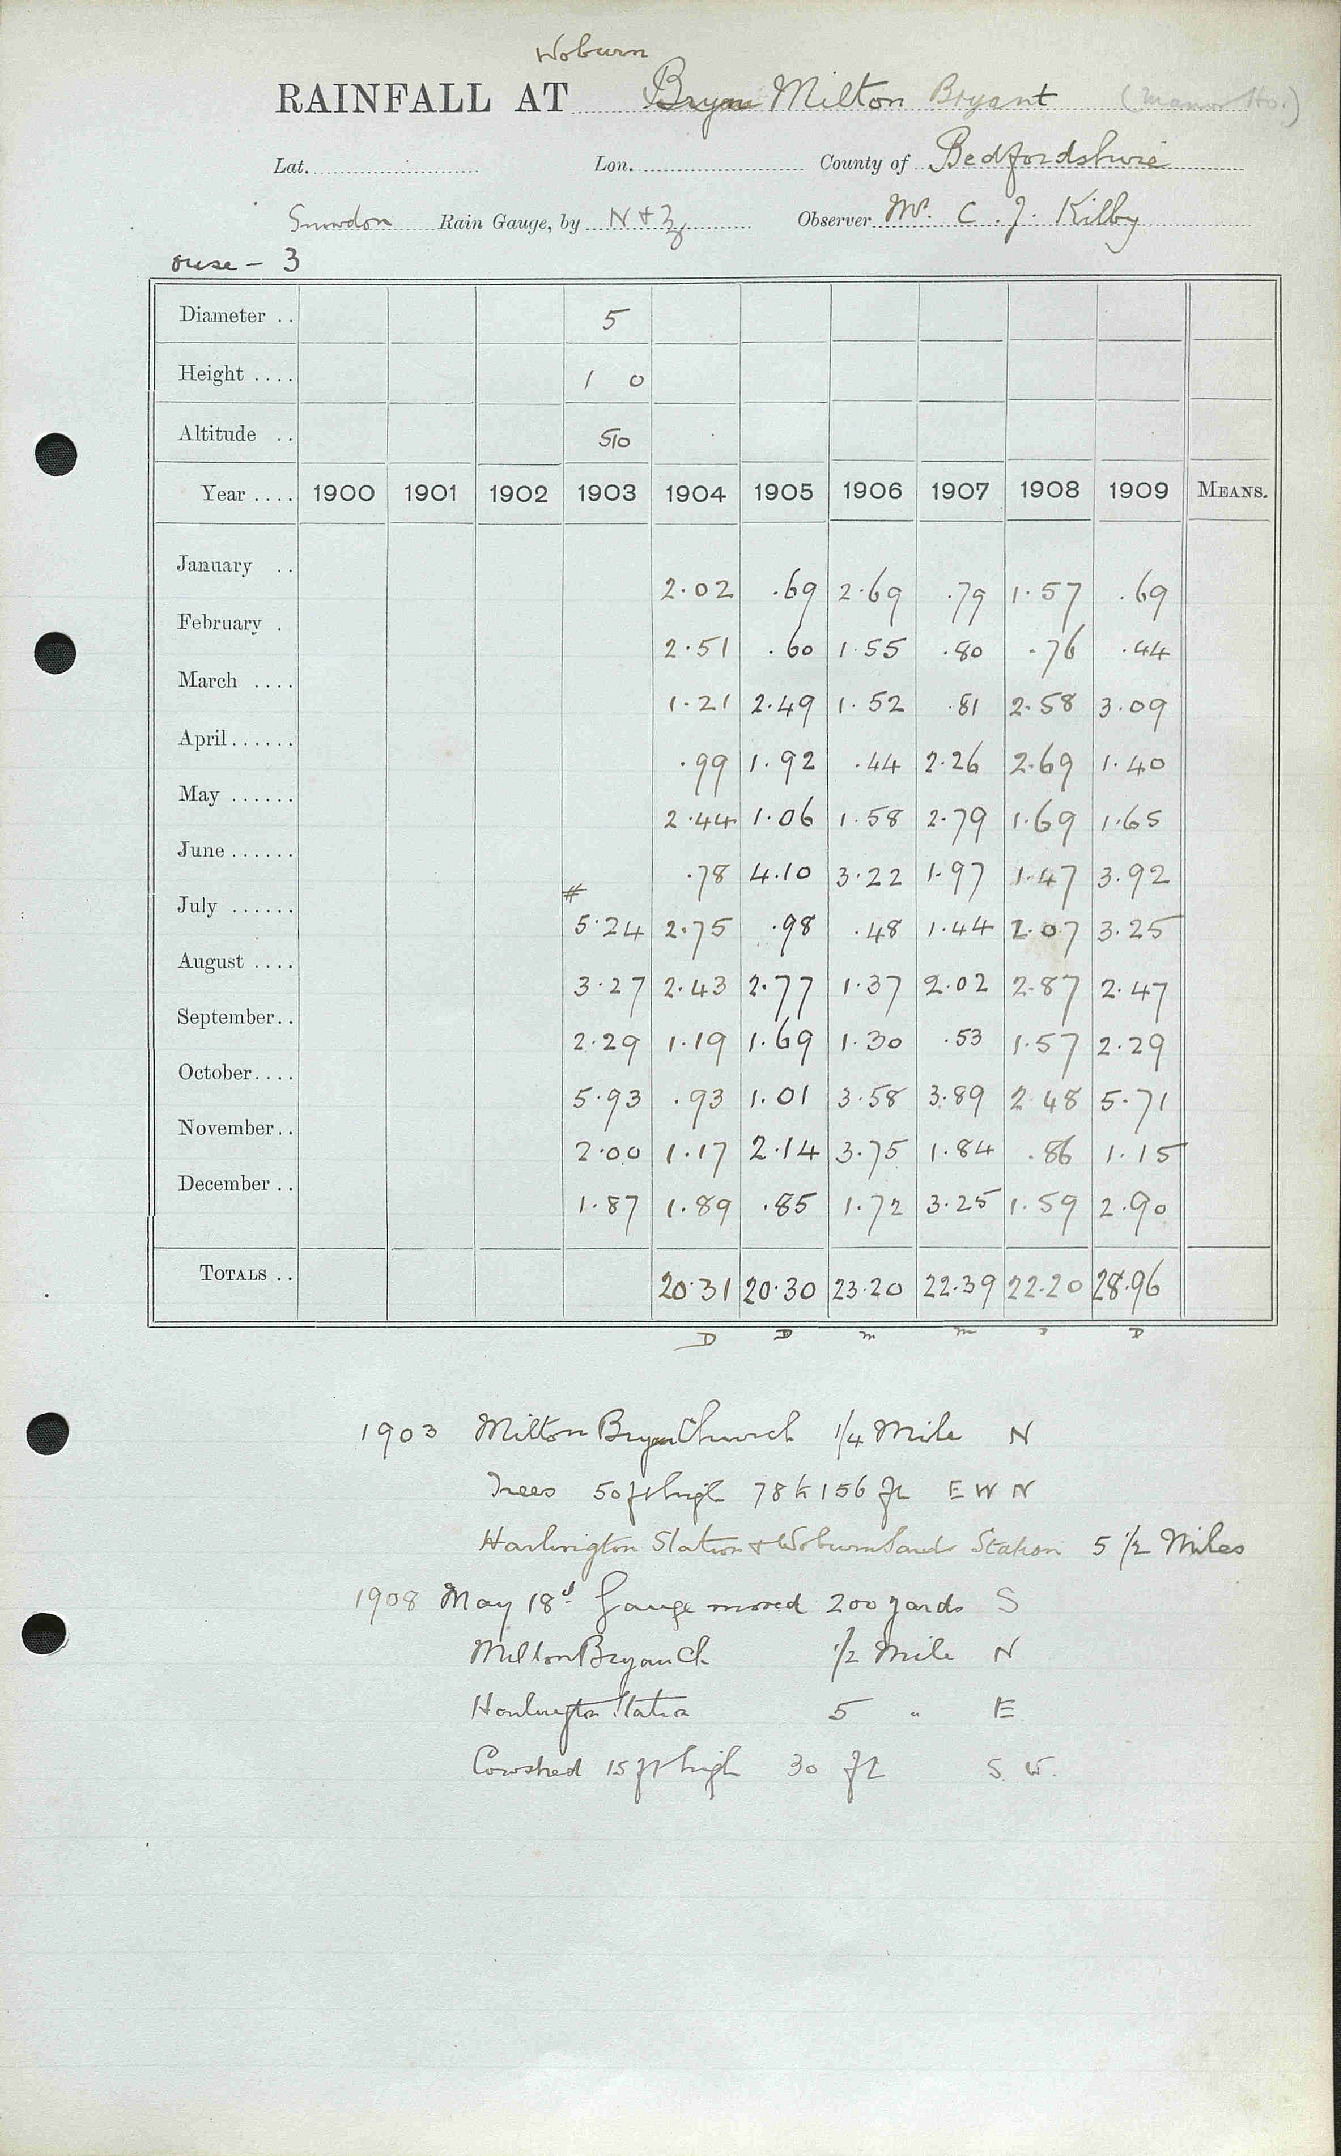 Woburn
RAINFALL AT Bryan Milton Bryant (Manor Ho.)
Lat. Lon. County of Bedfordshire
Snowdon Rain Gauge, by N & Z Observer Mr. C. J. Kilby
ouse - 3
Diameter .. 5
Height .... 1 0
Altitude .. 510
Year .... 1900 1901 1902 1903 1904 1905 1906 1907 1908 1909 MEANS.
January .. 2.02 .69 2.69 .79 1.57 .69
February . 2.51 .60 1.55 .80 .76 .44
March .... 1.21 2.49 1.52 .81 2.58 3.09
April ...... .99 1.92 .44 2.26 2.69 1.40
May ...... 2.44 1.06 1.58 2.79 1.69 1.65
June ...... .78 4.10 3.22 1.97 1.47 3.92
#
July ...... 5.24 2.75 .98 .48 1.44 2.07 3.25
August .... 3.27 2.43 2.77 1.37 2.02 2.87 2.47
September.. 2.29 1.19 1.69 1.30 .53 1.57 2.29
October.... 5.93 .93 1.01 3.58 3.89 2.48 5.71
November.. 2.00 1.17 2.14 3.75 1.84 .86 1.15
December .. 1.87 1.89 .85 1.72 3.25 1.59 2.90
TOTALS .. 20.31 20.30 23.20 22.39 22.20 28.96
D D m m D
1903 Milton Bryan Church 1/4 Mile N
Trees 50 ft high 78 to 156 ft E W N
Harlington Station & Woburn Sands Station 5 1/2 Miles
1908 May 18d Gauge moved 200 yards S
Milton Bryan Ch 1/2 Mile N
Harlington Station 5 " E
Cowshed 15 ft high 30 ft S. W.